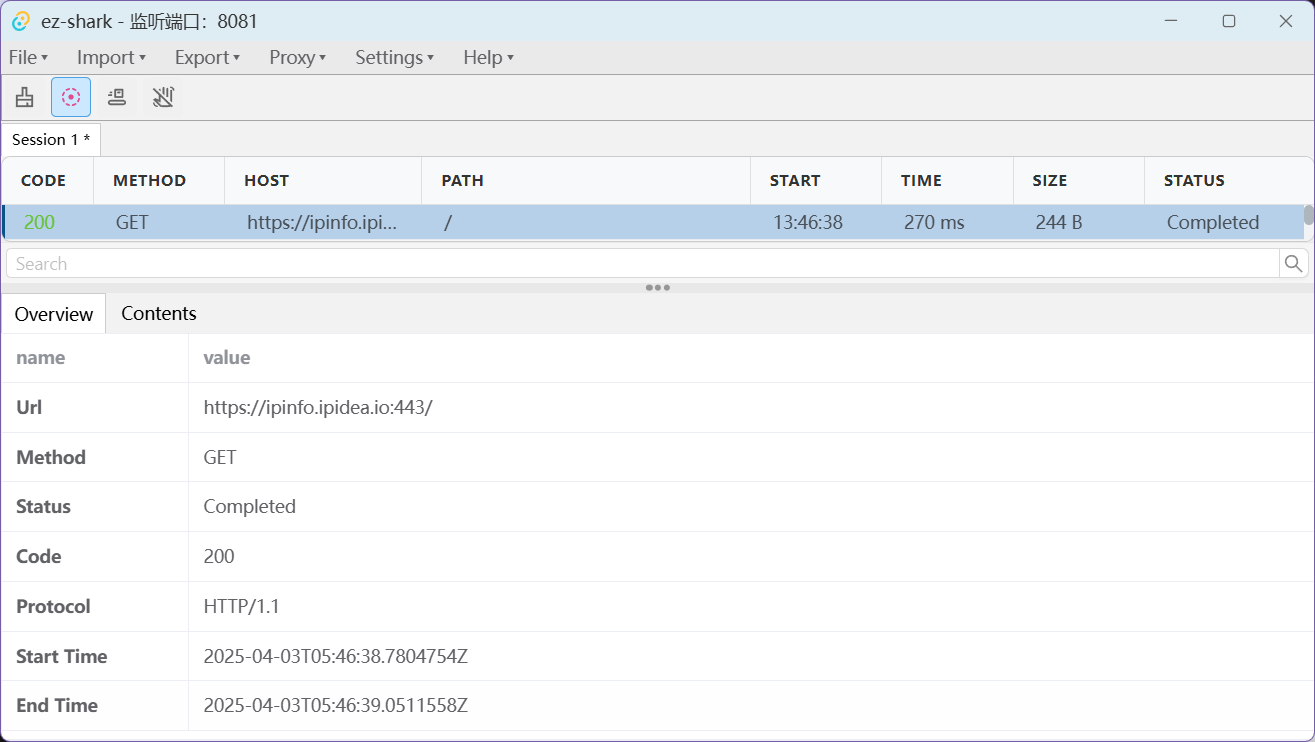 ez-shark - 监听端口：8081
File Import Export Proxy Settings Help
Session 1 *
CODE METHOD HOST PATH START TIME SIZE STATUS
200 GET https://ipinfo.ipi... / 13:46:38 270 ms 244 B Completed
Search
Overview Contents
name value
Url https://ipinfo.ipidea.io:443/
Method GET
Status Completed
Code 200
Protocol HTTP/1.1
Start Time 2025-04-03T05:46:38.7804754Z
End Time 2025-04-03T05:46:39.0511558Z